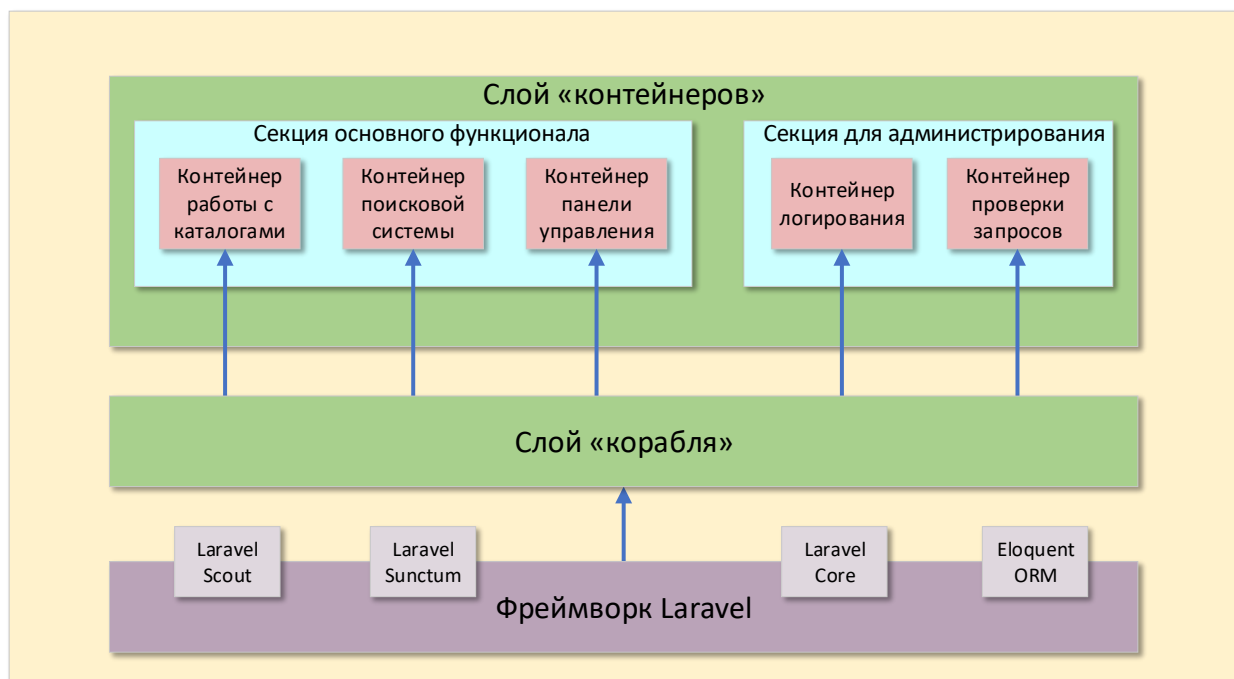 Слой «контейнеров»
Секция основного функционала
Контейнер
работы с
каталогами
Контейнер
поисковой
системы
Контейнер
панели
управления
Секция для администрирования
Контейнер
логирования
Контейнер
проверки
запросов
Слой «корабля»
Laravel
Scout
Laravel
Sunctum
Laravel
Core
Eloquent
ORM
Фреймворк Laravel